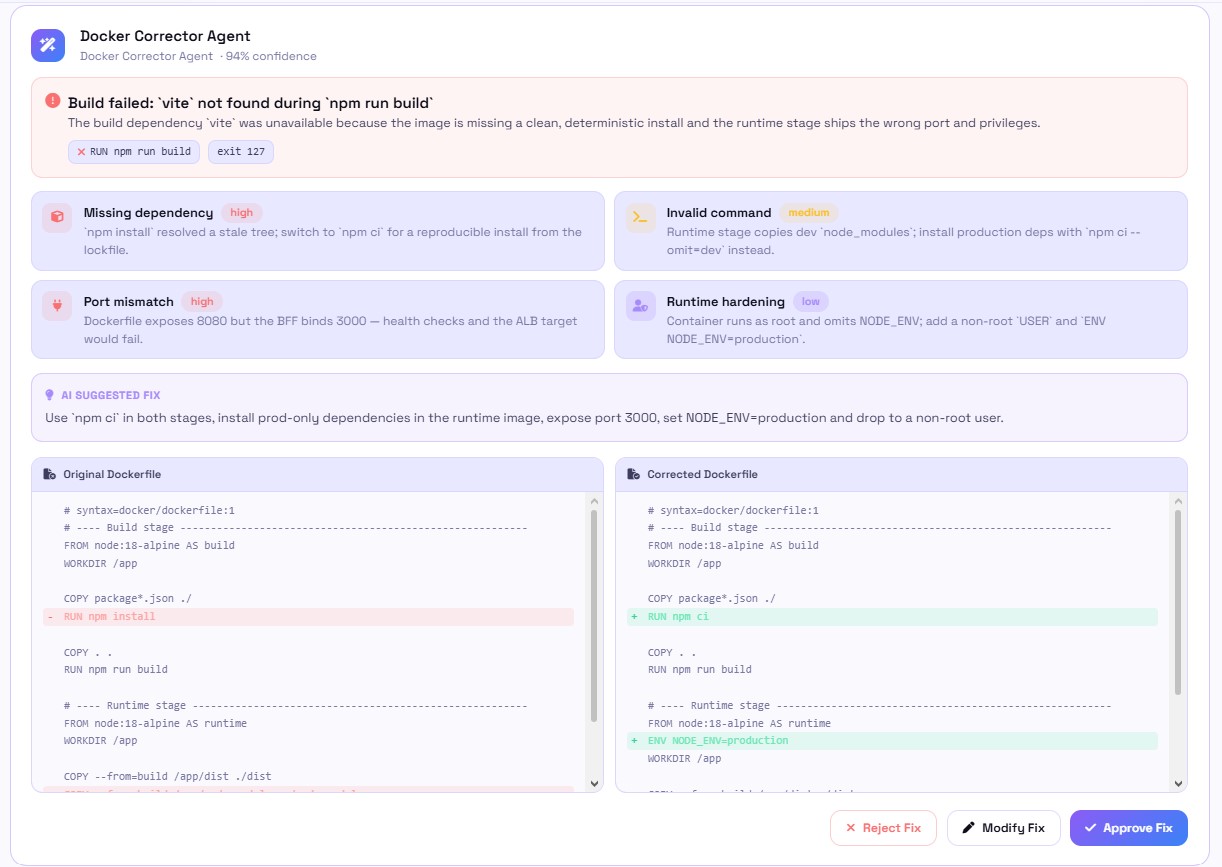 Docker Corrector Agent
Docker Corrector Agent · 94% confidence
Build failed: `vite` not found during `npm run build`
The build dependency `vite` was unavailable because the image is missing a clean, deterministic install and the runtime stage ships the wrong port and privileges.
RUN npm run build
exit 127
Missing dependency high
`npm install` resolved a stale tree; switch to `npm ci` for a reproducible install from the
lockfile.
Invalid command medium
Runtime stage copies dev `node_modules`; install production deps with `npm ci --
omit=dev` instead.
Port mismatch high
Dockerfile exposes 8080 but the BFF binds 3000 — health checks and the ALB target
would fail.
Runtime hardening low
Container runs as root and omits NODE_ENV; add a non-root `USER` and `ENV
NODE_ENV=production`.
AI SUGGESTED FIX
Use `npm ci` in both stages, install prod-only dependencies in the runtime image, expose port 3000, set NODE_ENV=production and drop to a non-root user.
Original Dockerfile
# syntax=docker/dockerfile:1
# ---- Build stage ---------------------------------------------------------
FROM node:18-alpine AS build
WORKDIR /app
COPY package*.json ./
- RUN npm install
COPY . .
RUN npm run build
# ---- Runtime stage -------------------------------------------------------
FROM node:18-alpine AS runtime
WORKDIR /app
COPY --from=build /app/dist ./dist
Corrected Dockerfile
# syntax=docker/dockerfile:1
# ---- Build stage ---------------------------------------------------------
FROM node:18-alpine AS build
WORKDIR /app
COPY package*.json ./
+ RUN npm ci
COPY . .
RUN npm run build
# ---- Runtime stage -------------------------------------------------------
FROM node:18-alpine AS runtime
+ ENV NODE_ENV=production
WORKDIR /app
Reject Fix
Modify Fix
Approve Fix